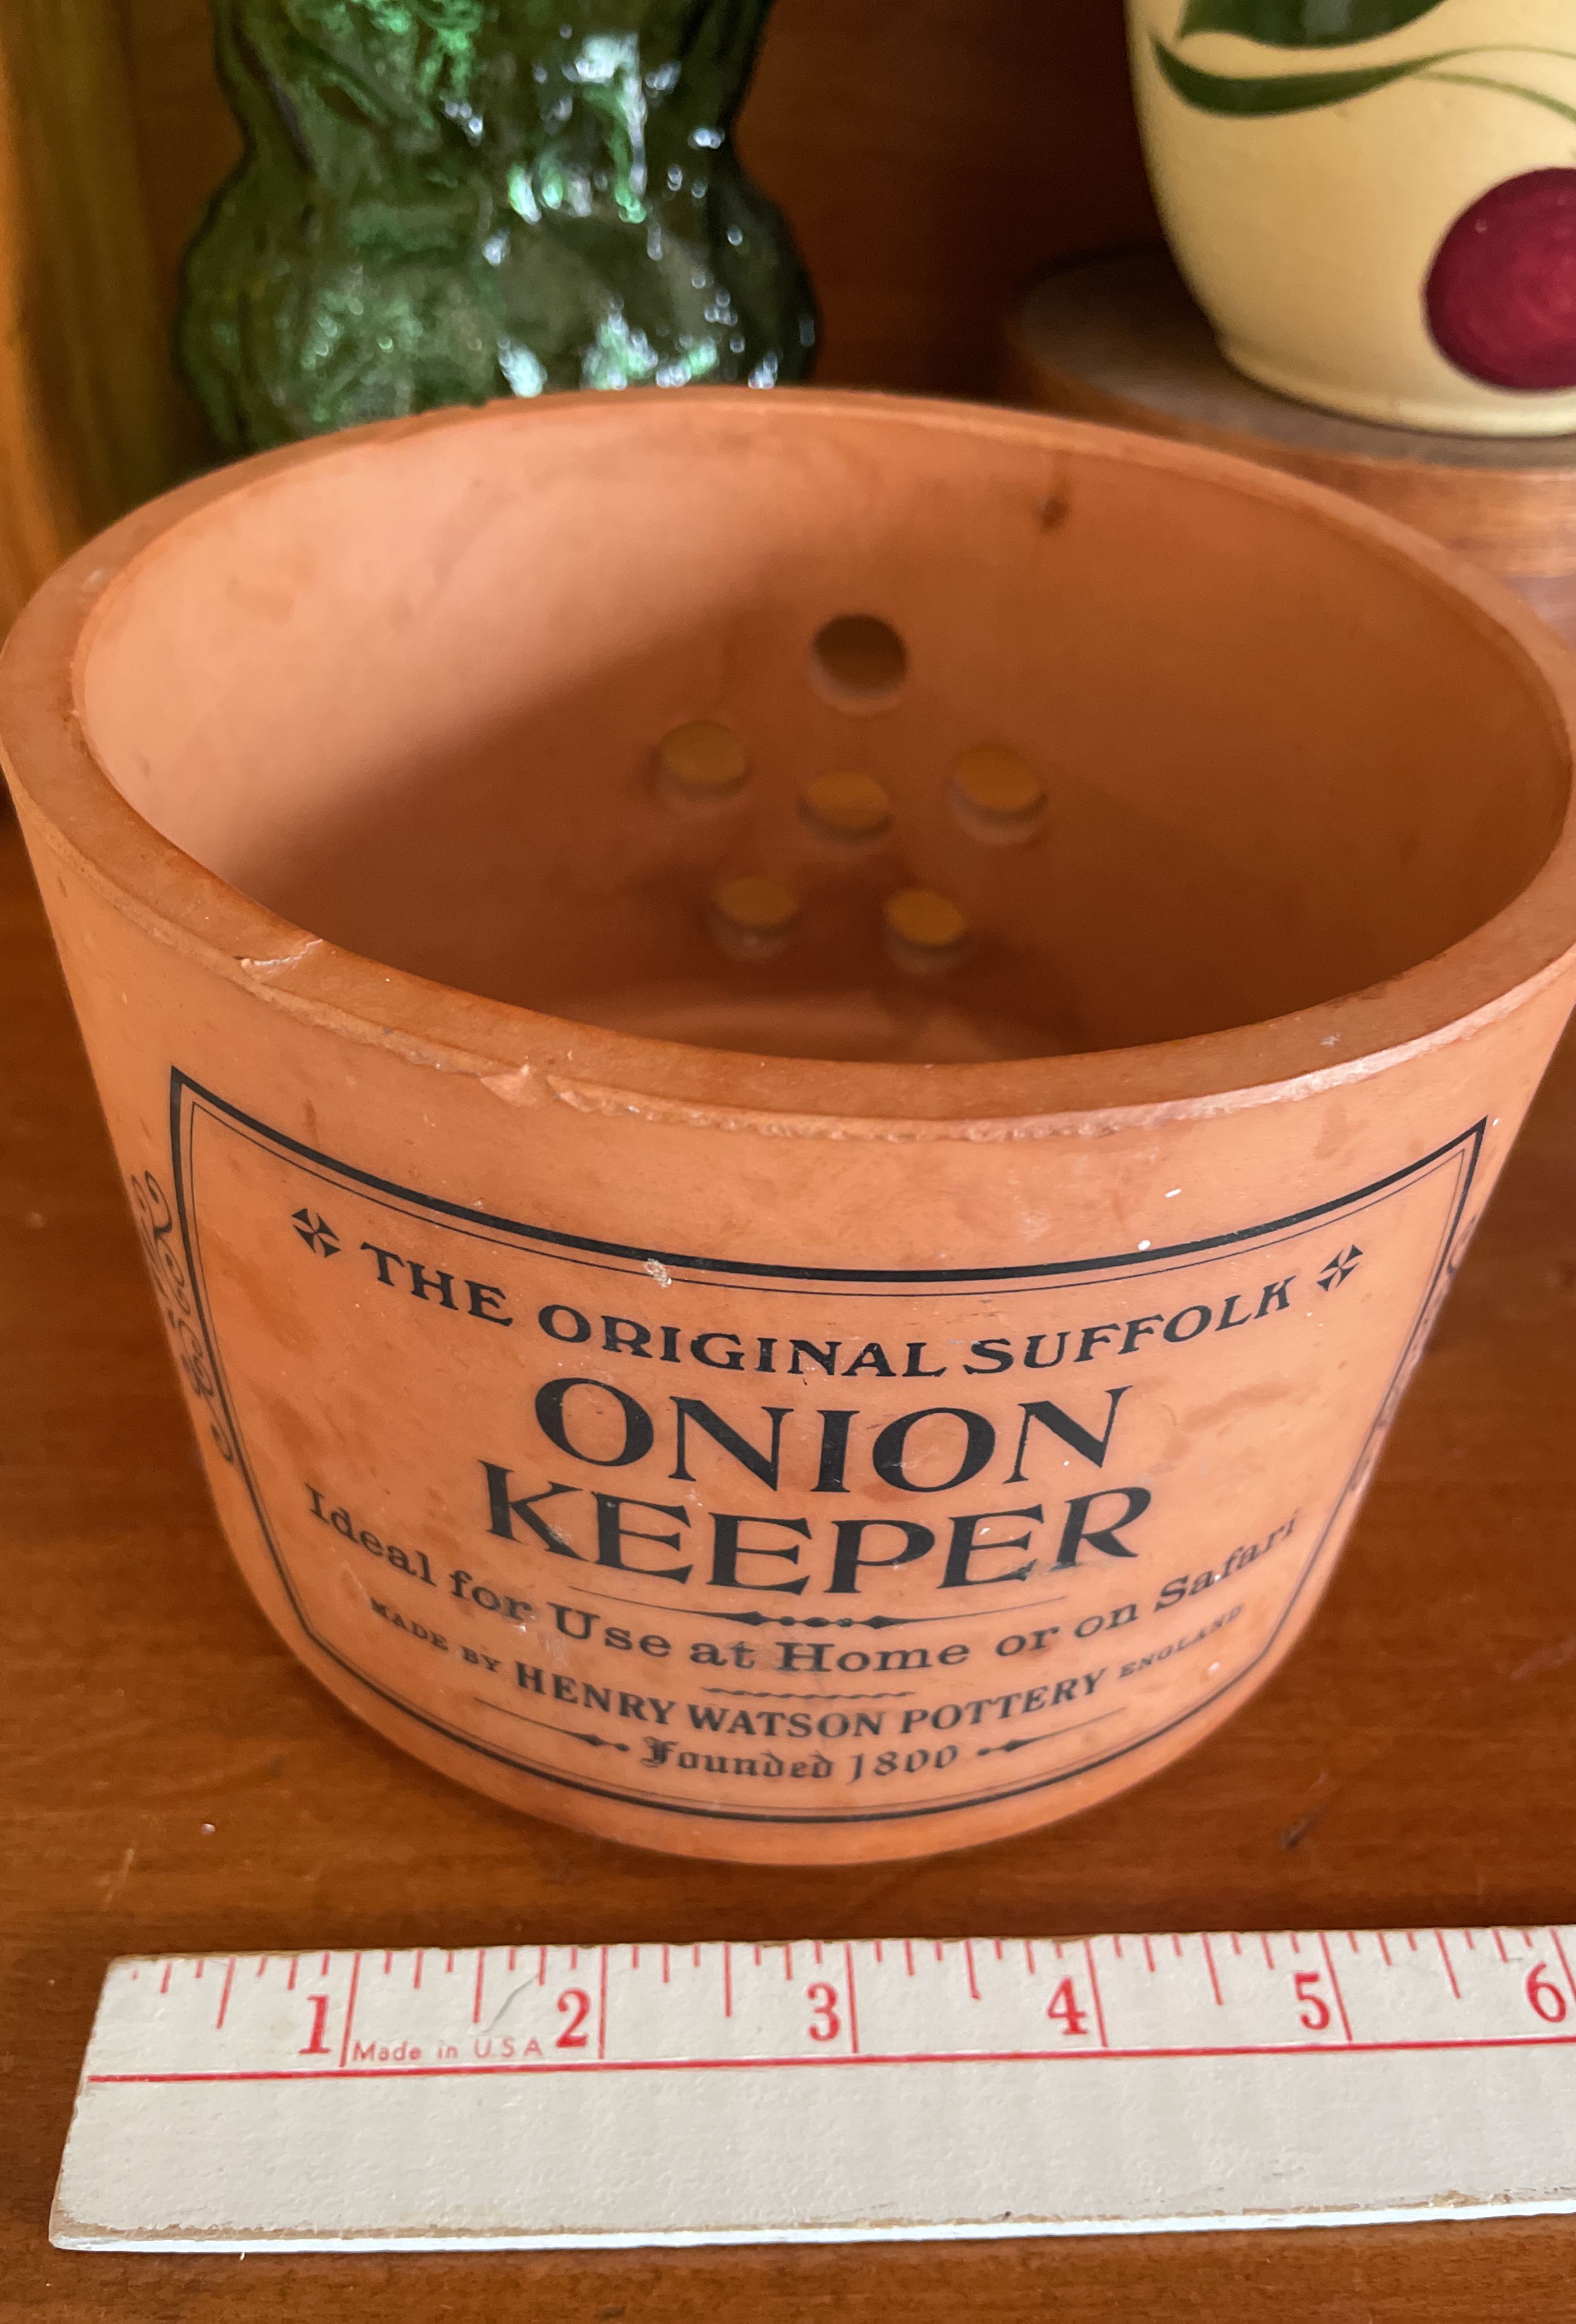 THE ORIGINAL SUFFOLK
ONION
KEEPER
Ideal for Use at Home or on Safari
MADE BY HENRY WATSON POTTERY ENGLAND
Founded 1800
1 2 3 4 5 6
Made in U.S.A